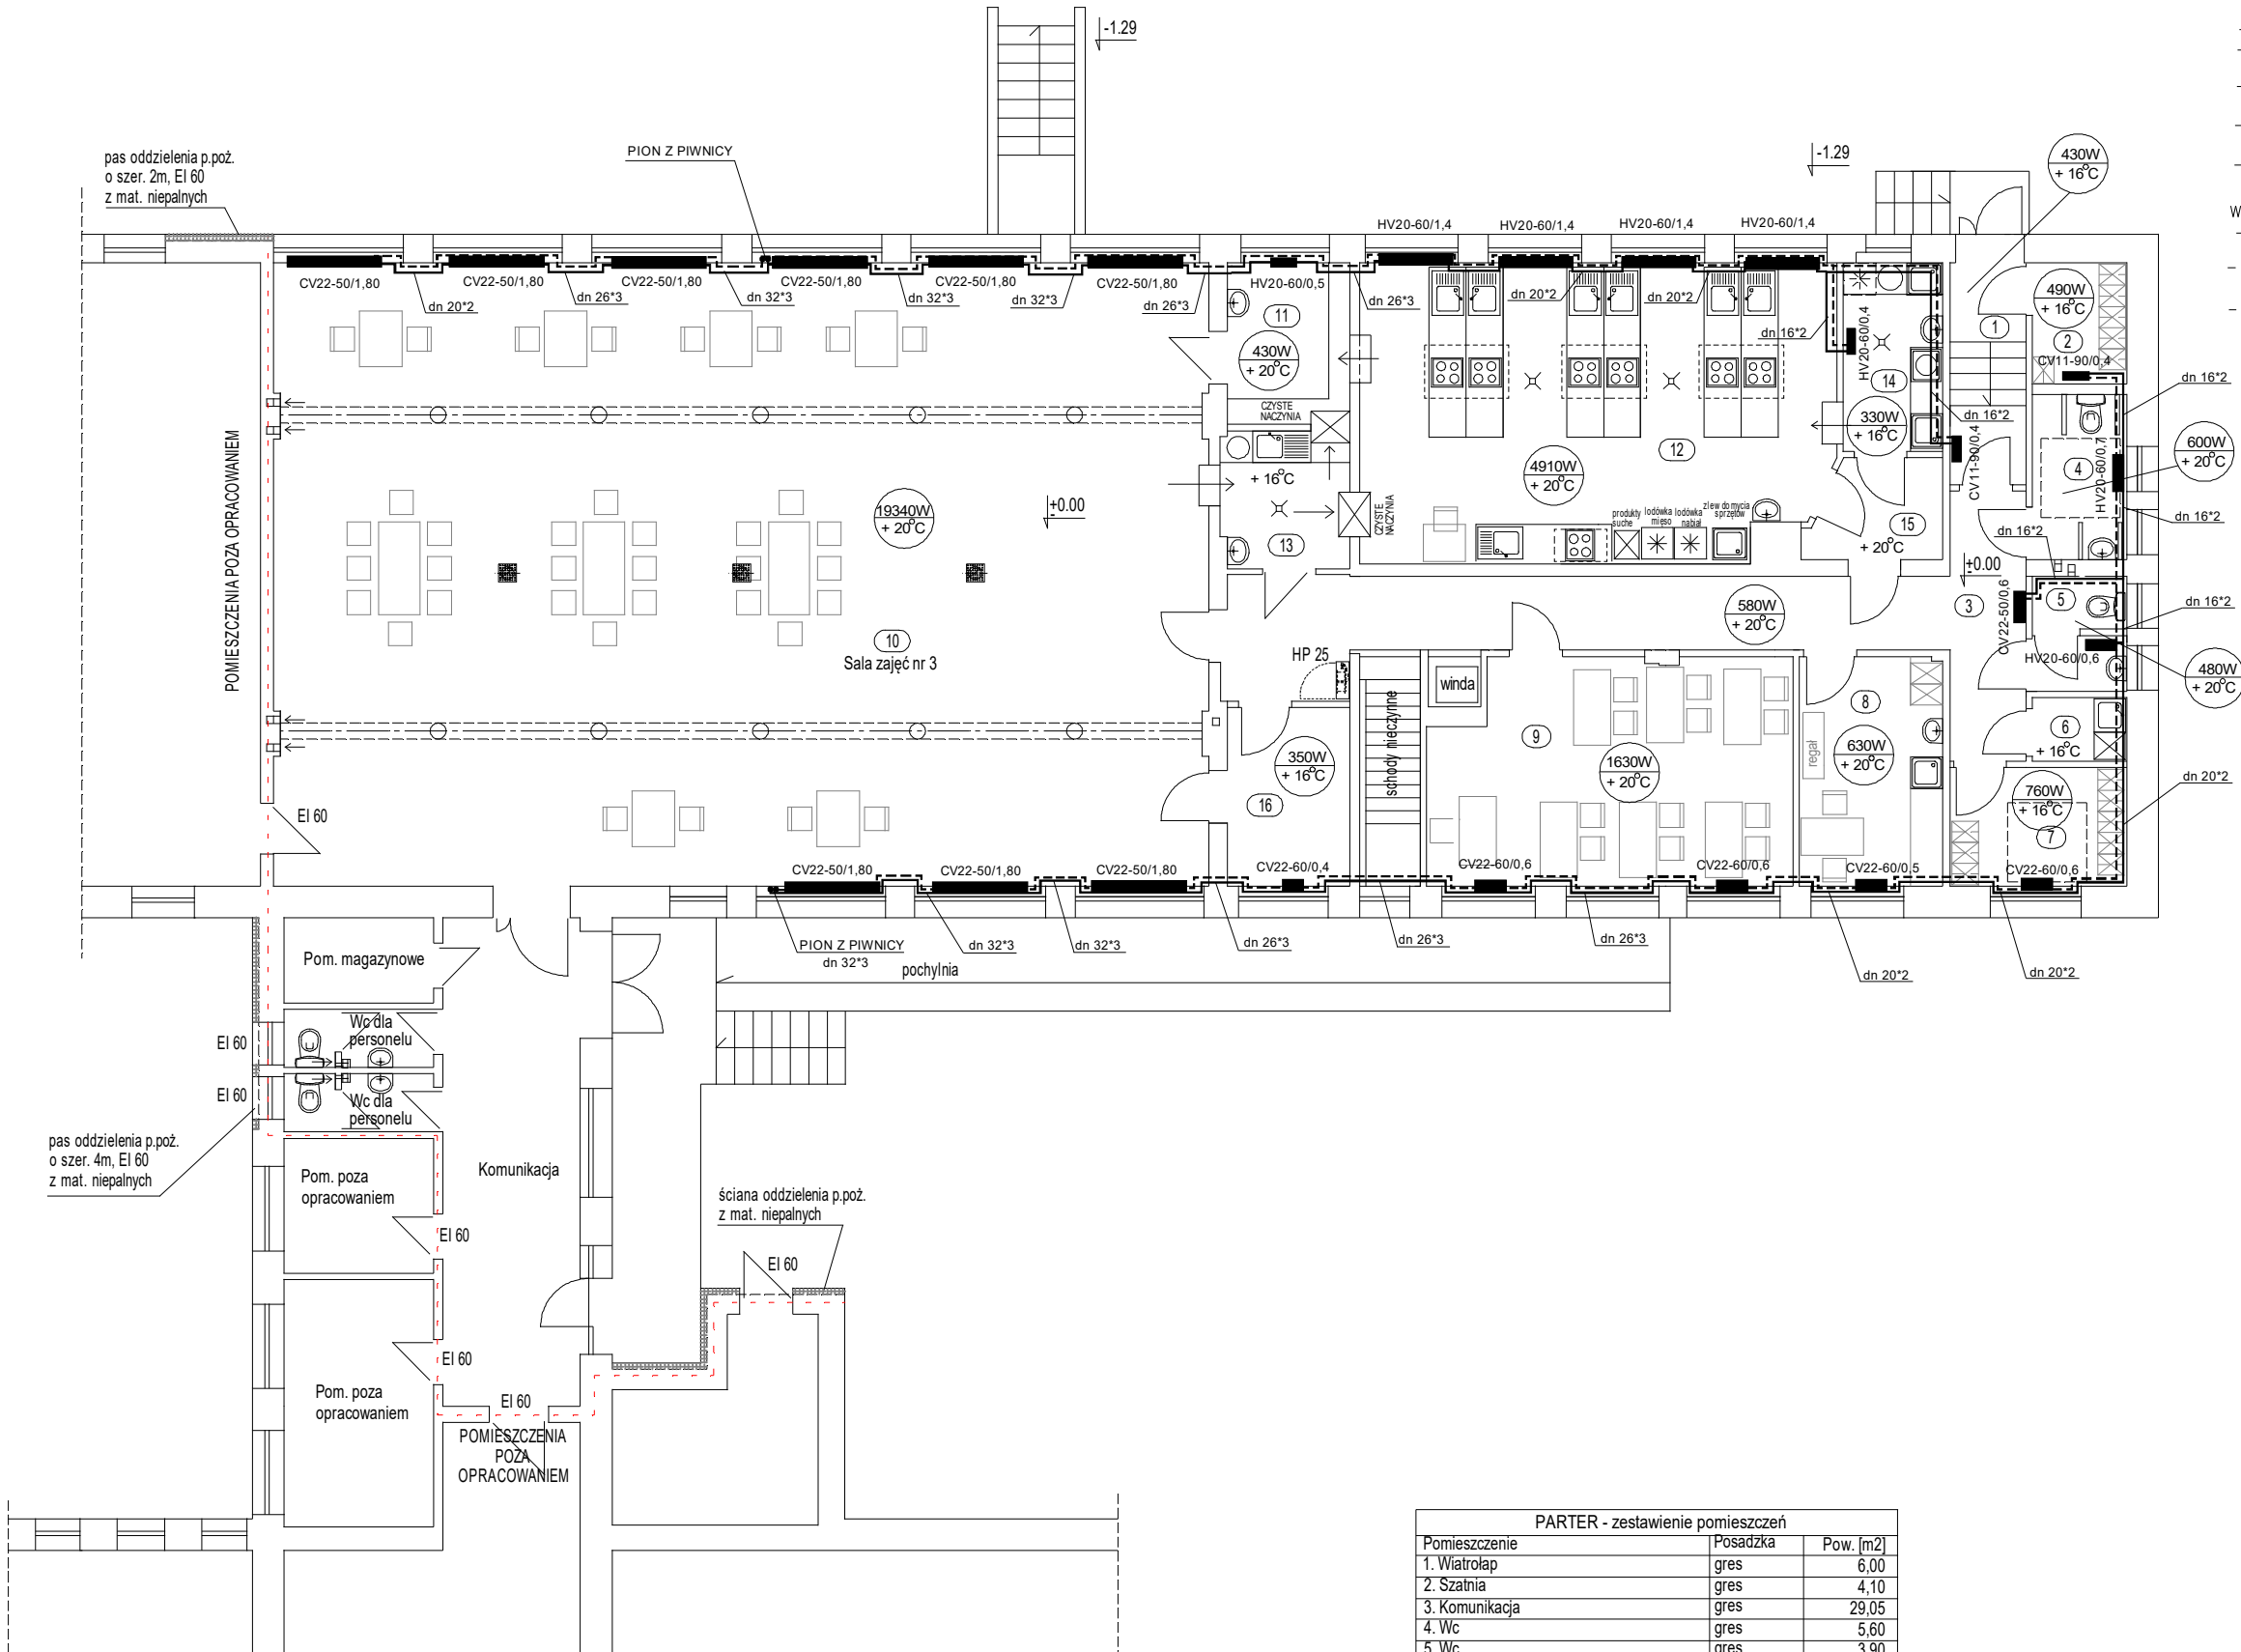 -1.29
pas oddzielenia p.poż.
o szer. 2m, EI 60
z mat. niepalnych
PION Z PIWNICY
-1.29
430W
+ 16°C
W
HV20-60/1,4
HV20-60/1,4
HV20-60/1,4
HV20-60/1,4
CV22-50/1,80
CV22-50/1,80
CV22-50/1,80
CV22-50/1,80
CV22-50/1,80
CV22-50/1,80
HV20-60/0,5
dn 20*2
dn 26*3
dn 32*3
dn 32*3
dn 32*3
dn 26*3
dn 26*3
dn 20*2
dn 20*2
dn 16*2
HV20-60/0,4
490W
+ 16°C
1
2
CV11-90/0,4
dn 16*2
11
430W
+ 20°C
14
330W
+ 16°C
dn 16*2
CZYSTE
NACZYNIA
POMIESZCZENIA POZA OPRACOWANIEM
12
4910W
+ 20°C
CV11-90/0,4
4
HV20-60/0,7
600W
+ 20°C
19340W
+ 20°C
+0.00
+ 16°C
CZYSTE
NACZYNIA
13
produkty
suche
lodówka
mięso
lodówka
nabiał
zlew do mycia
sprzętów
15
+ 20°C
dn 16*2
dn 16*2
+0.00
3
CV22-50/0,6
5
dn 16*2
580W
+ 20°C
10
Sala zajęć nr 3
HP 25
winda
HV20-60/0,6
480W
+ 20°C
schody nieczynne
9
1630W
+ 20°C
8
630W
+ 20°C
regał
6
+ 16°C
350W
+ 16°C
16
760W
+ 16°C
7
dn 20*2
EI 60
CV22-50/1,80
CV22-50/1,80
CV22-50/1,80
CV22-60/0,4
CV22-60/0,6
CV22-60/0,6
CV22-60/0,5
CV22-60/0,6
PION Z PIWNICY
dn 32*3
dn 32*3
dn 32*3
dn 26*3
dn 26*3
dn 26*3
dn 20*2
dn 20*2
pochylnia
Pom. magazynowe
Wc dla
personelu
EI 60
EI 60
Wc dla
personelu
pas oddzielenia p.poż.
o szer. 4m, EI 60
z mat. niepalnych
Komunikacja
Pom. poza
opracowaniem
EI 60
ściana oddzielenia p.poż.
z mat. niepalnych
EI 60
EI 60
Pom. poza
opracowaniem
EI 60
POMIESZCZENIA
POZA
OPRACOWANIEM
PARTER - zestawienie pomieszczeń
Pomieszczenie Posadzka Pow. [m2]
1. Wiatrołap gres 6,00
2. Szatnia gres 4,10
3. Komunikacja gres 29,05
4. Wc gres 5,60
5. Wc gres 3,90